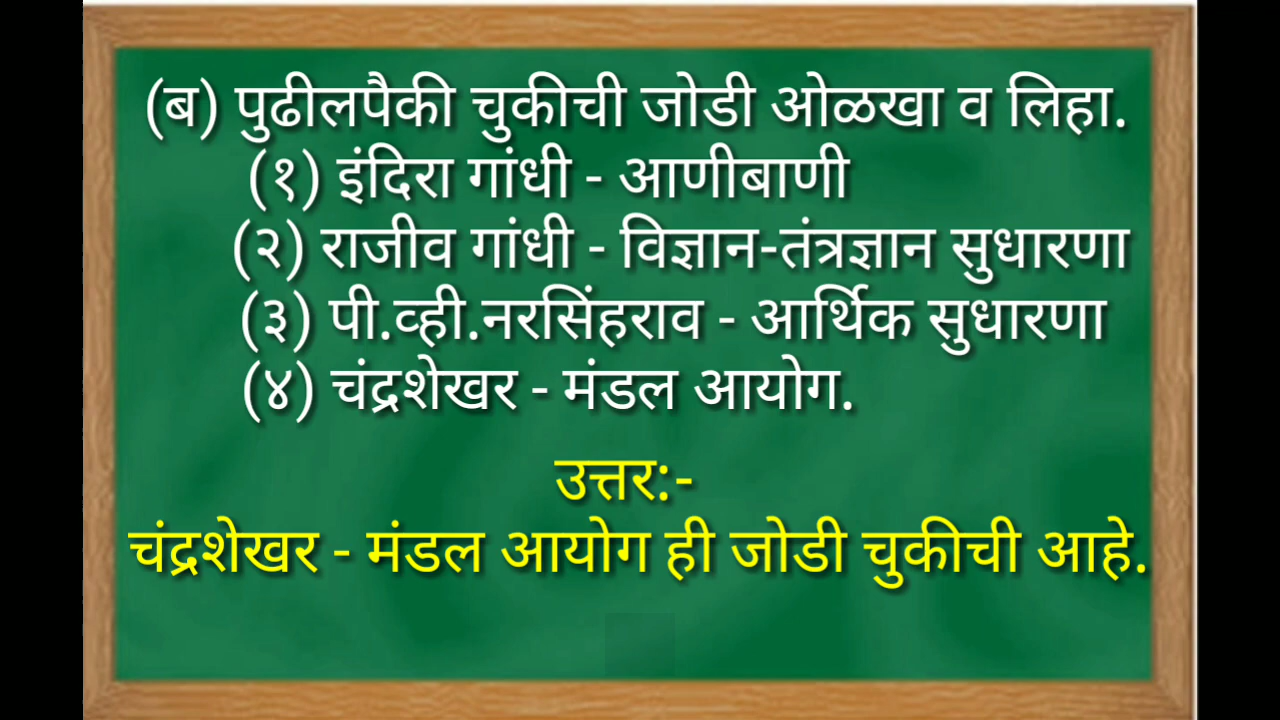 (ब) पुढीलपैकी चुकीची जोडी ओळखा व लिहा.
(१) इंदिरा गांधी - आणीबाणी
(२) राजीव गांधी - विज्ञान-तंत्रज्ञान सुधारणा
(३) पी.व्ही.नरसिंहराव - आर्थिक सुधारणा
(४) चंद्रशेखर - मंडल आयोग.
उत्तर:-
चंद्रशेखर - मंडल आयोग ही जोडी चुकीची आहे.